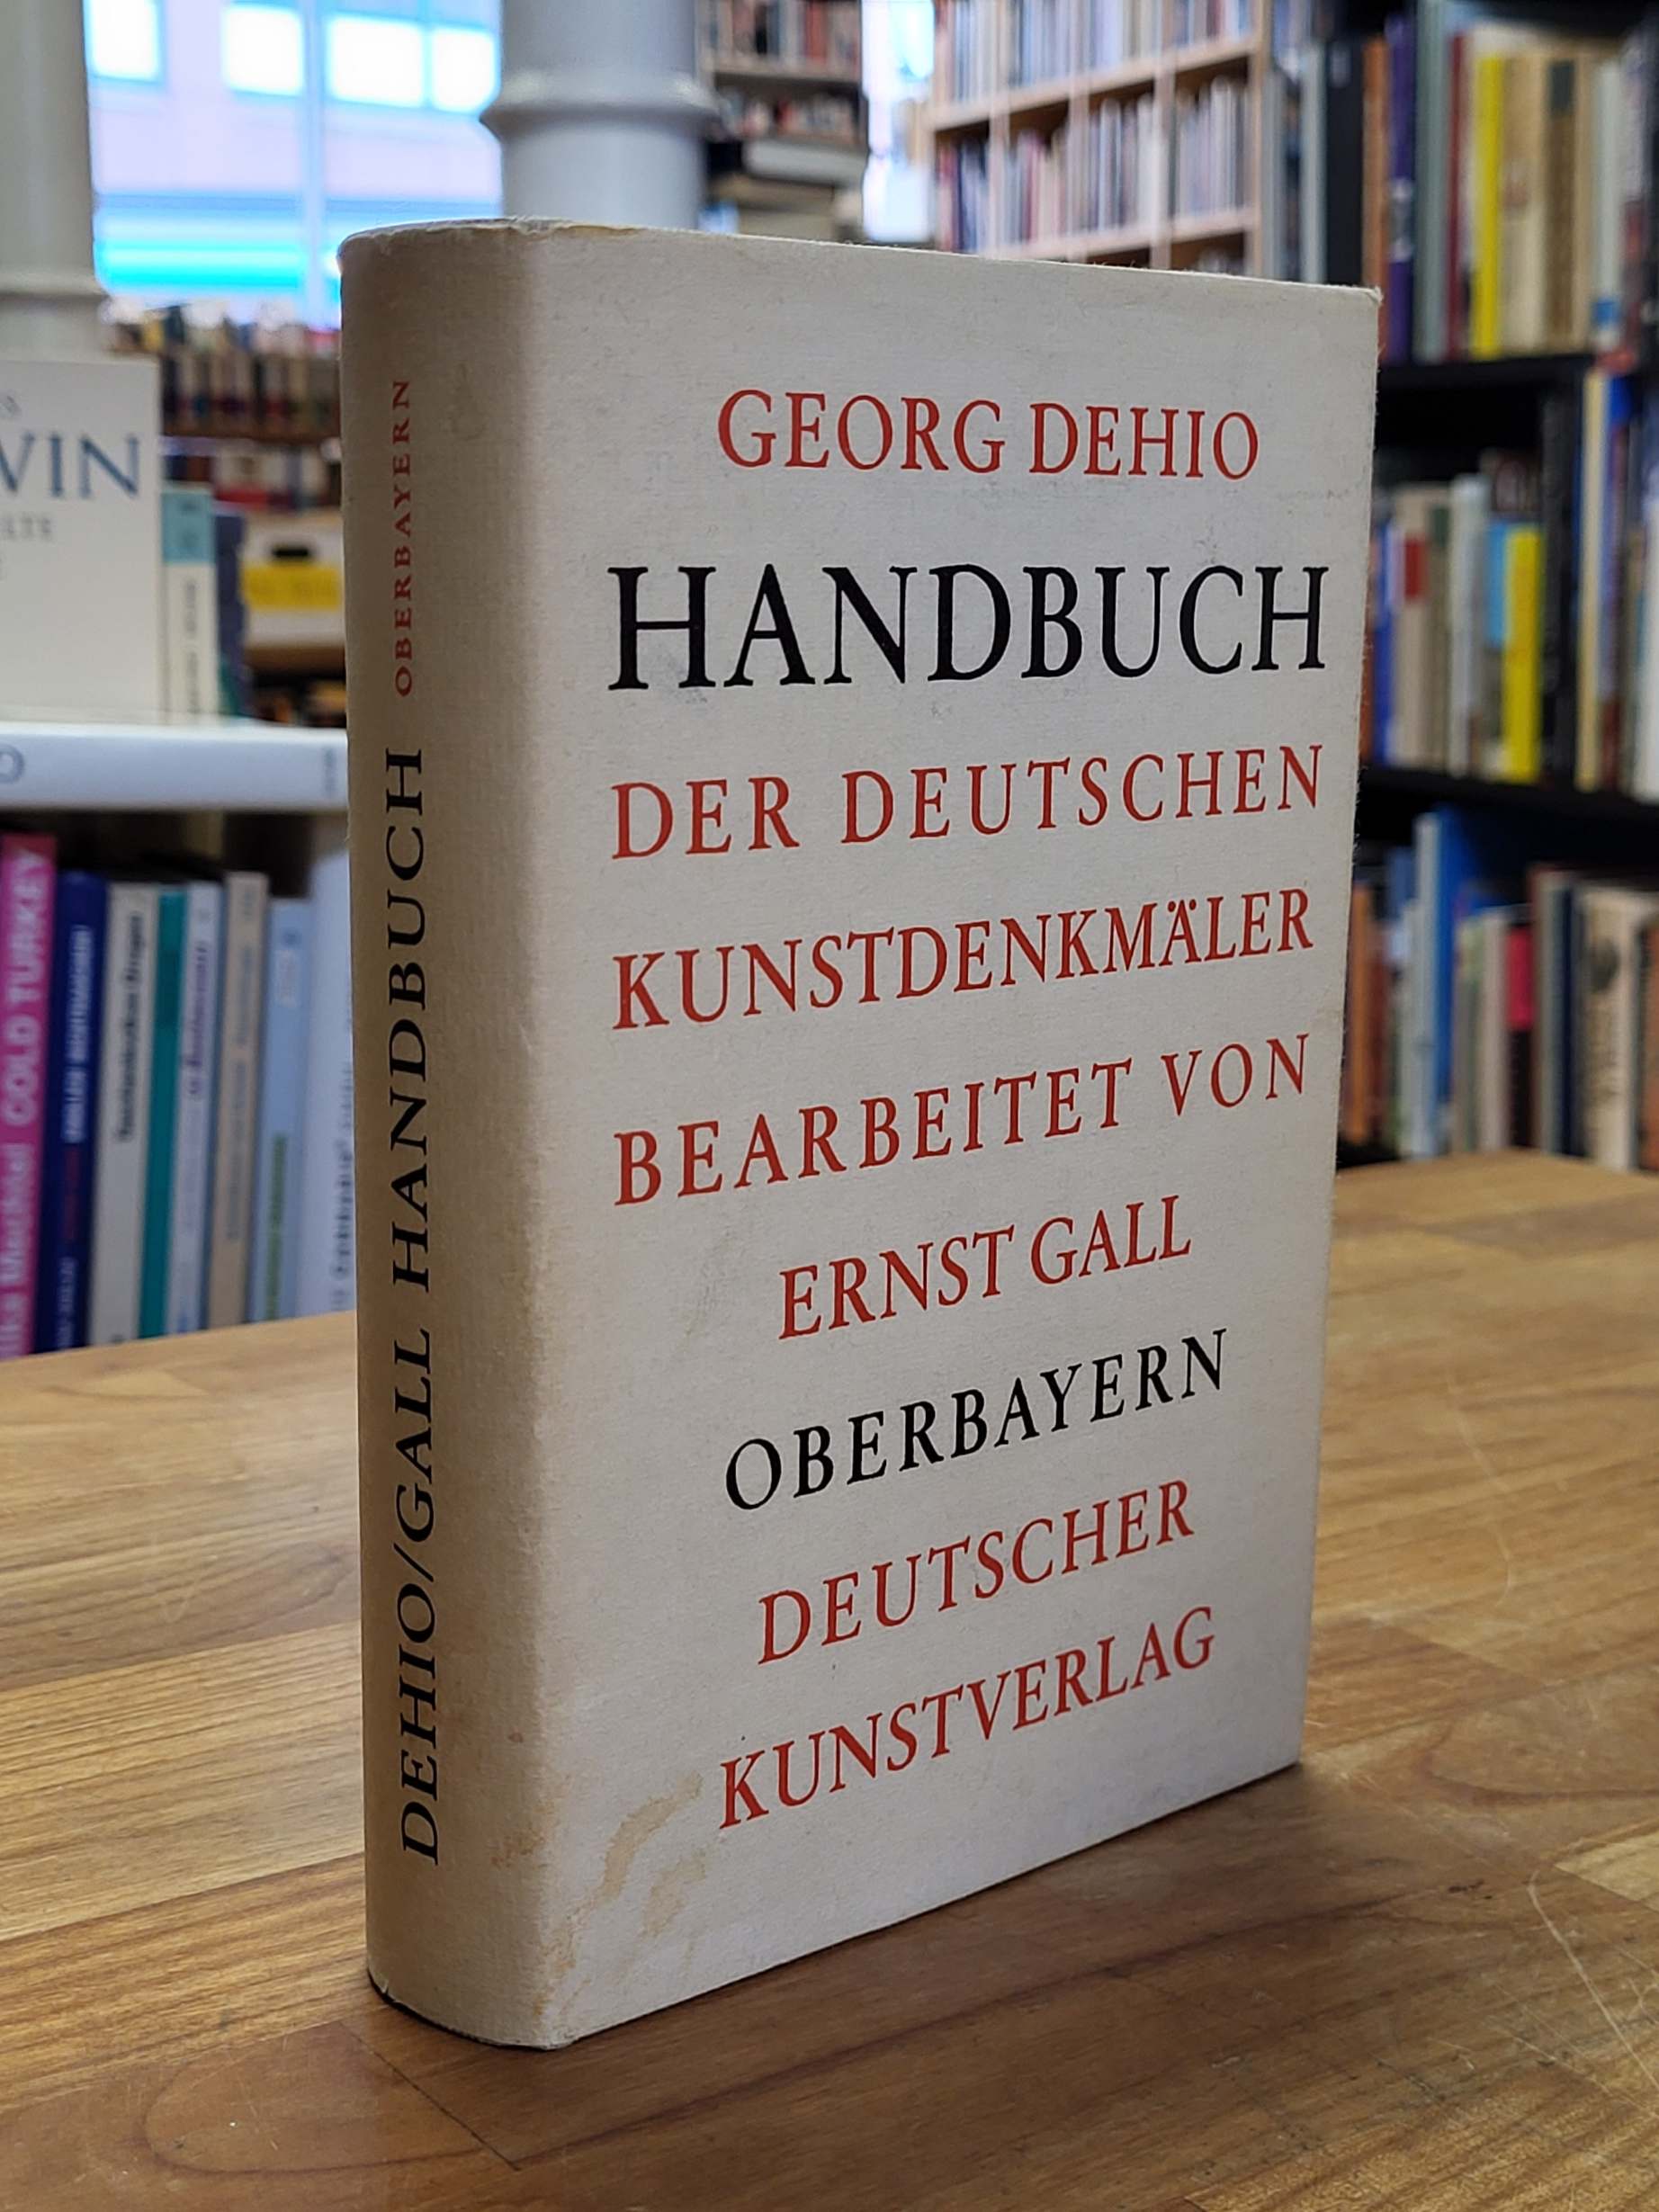 GEORG DEHIO
HANDBUCH
DER DEUTSCHEN
KUNSTDENKMÄLER
BEARBEITET VON
ERNST GALL
OBERBAYERN
DEUTSCHER
KUNSTVERLAG
DEHIO/GALL HANDBUCH OBERBAYERN
COLD TURKEY